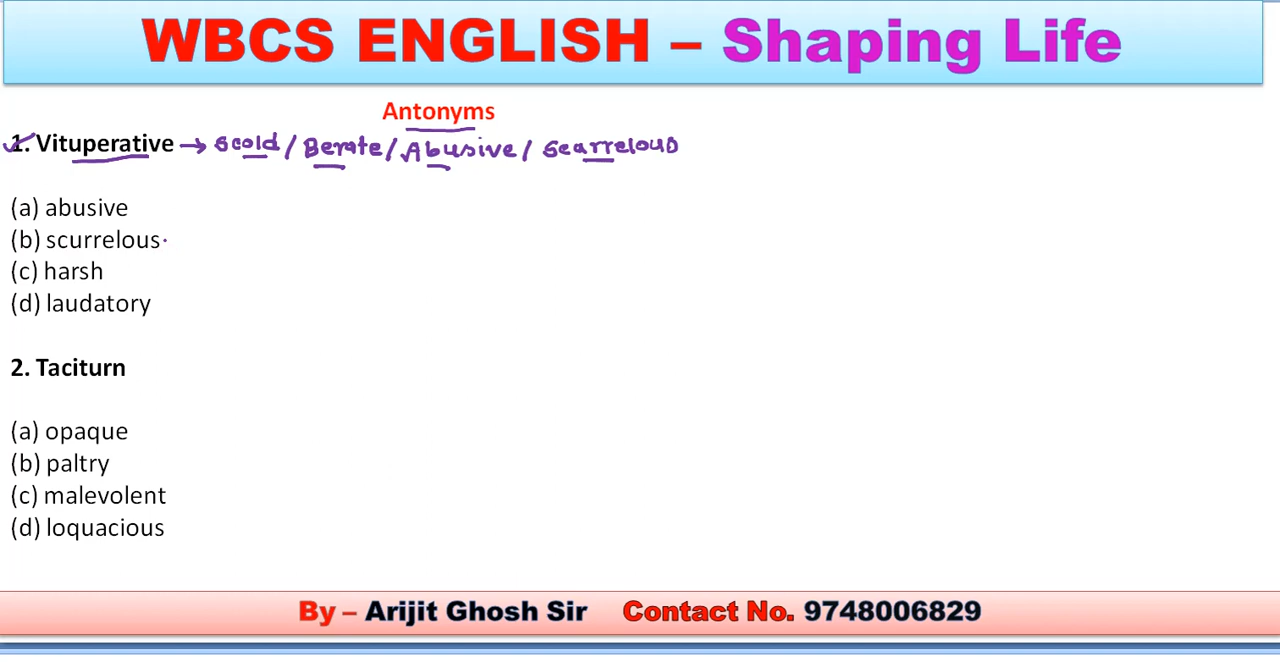 WBCS ENGLISH – Shaping Life
Antonyms
1. Vituperative → Scold / Berate / Abusive / Scarrelous
(a) abusive
(b) scurrelous
(c) harsh
(d) laudatory
2. Taciturn
(a) opaque
(b) paltry
(c) malevolent
(d) loquacious
By – Arijit Ghosh Sir Contact No. 9748006829